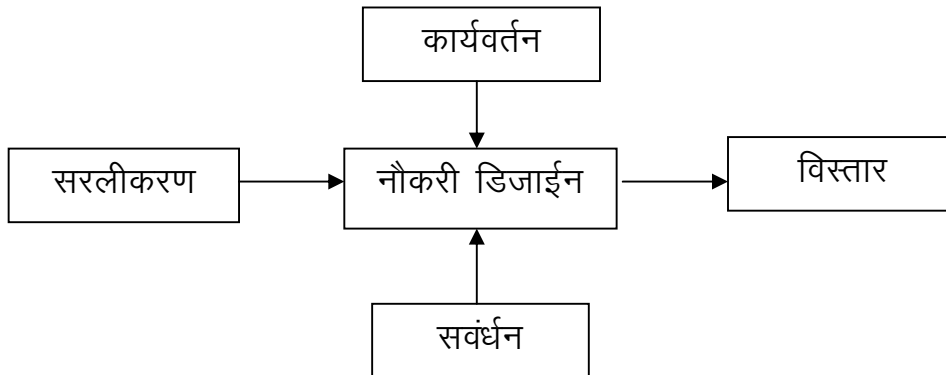 कार्यवर्तन
सरलीकरण
नौकरी डिजाईन
विस्तार
सवंर्धन